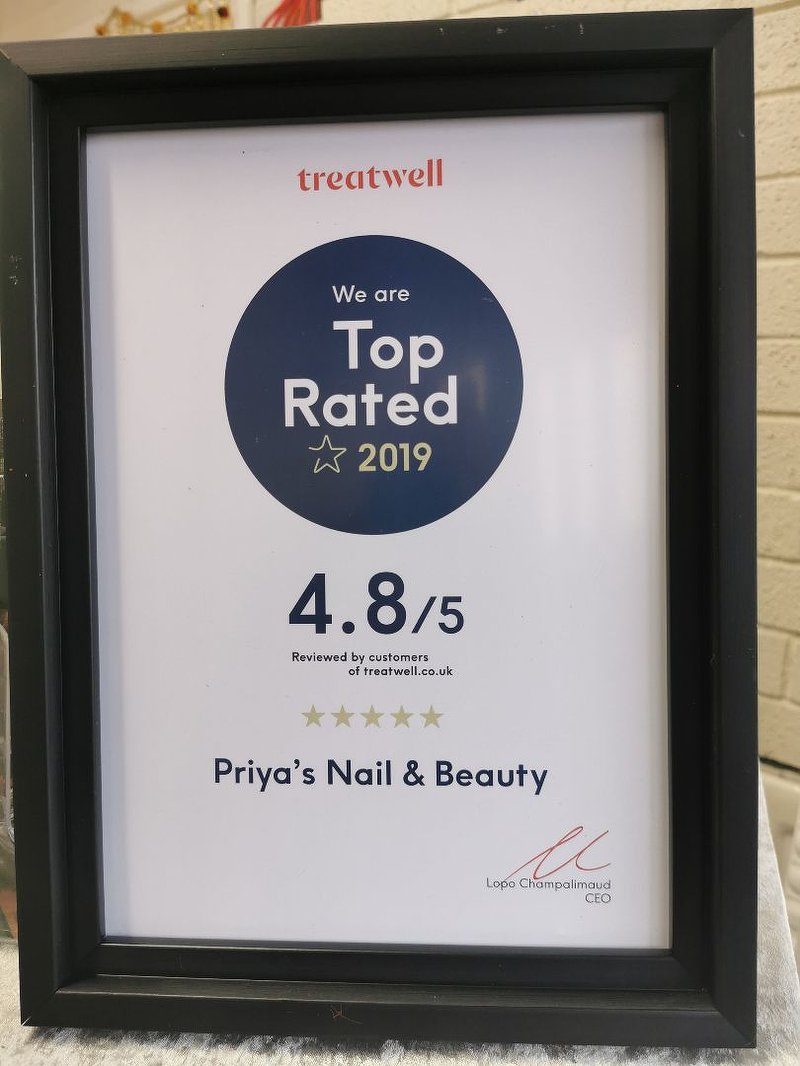 treatwell
We are
Top
Rated
2019
4.8/5
Reviewed by customers
of treatwell.co.uk
Priya's Nail & Beauty
Lopo Champalimaud
CEO